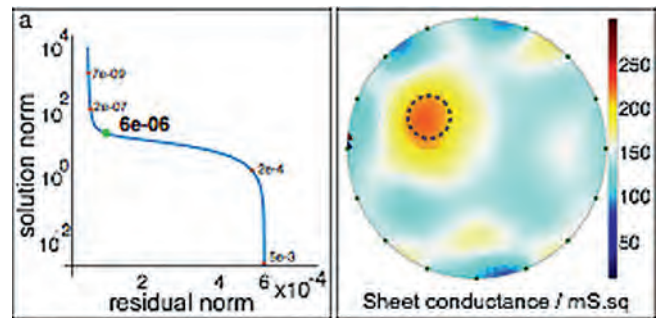 a
10^4
7e-09
10^2
2e-07
6e-06
10^0
2e-4
10^-2
5e-3
2 4 6 x10^-4
solution norm
residual norm
250
200
150
100
50
Sheet conductance / mS.sq